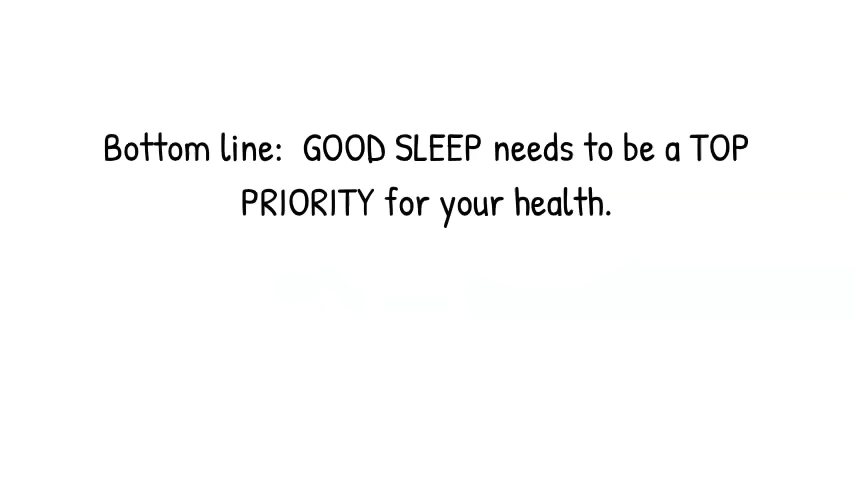 Bottom line:  GOOD SLEEP needs to be a TOP
PRIORITY for your health.